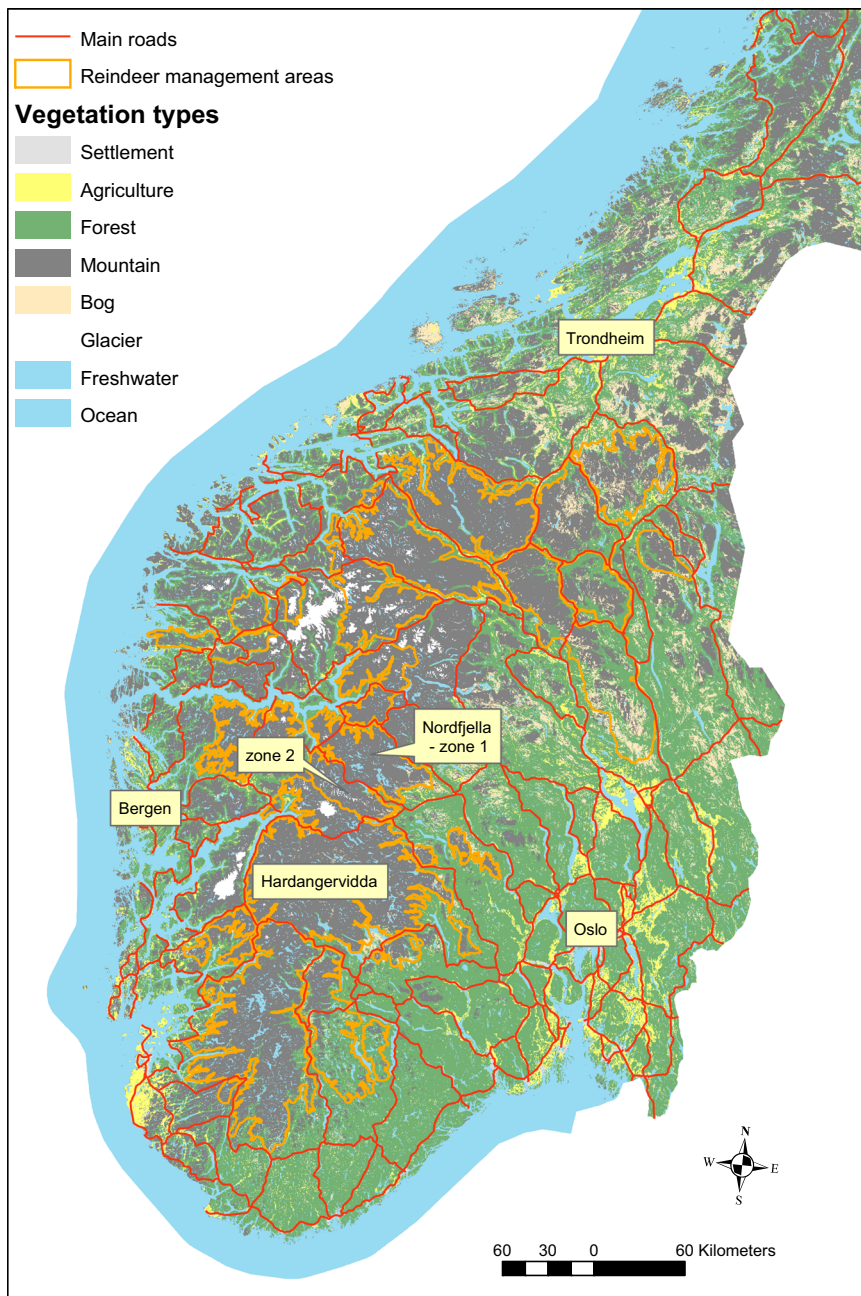 Main roads
Reindeer management areas
Vegetation types
Settlement
Agriculture
Forest
Mountain
Bog
Glacier
Freshwater
Ocean
Trondheim
Nordfjella
- zone 1
zone 2
Bergen
Hardangervidda
Oslo
N
W
E
S
60 30 0 60 Kilometers